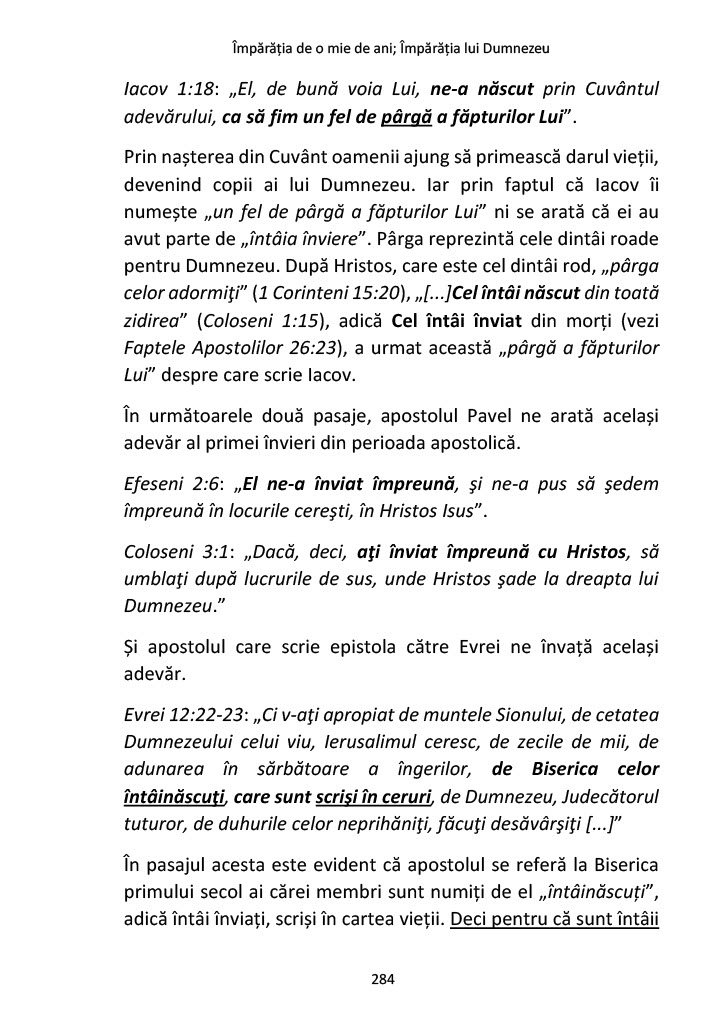 Împărăția de o mie de ani; Împărăția lui Dumnezeu
Iacov 1:18: „El, de bună voia Lui, ne-a născut prin Cuvântul
adevărului, ca să fim un fel de pârgă a făpturilor Lui”.
Prin nașterea din Cuvânt oamenii ajung să primească darul vieții,
devenind copii ai lui Dumnezeu. Iar prin faptul că Iacov îi
numește „un fel de pârgă a făpturilor Lui” ni se arată că ei au
avut parte de „întâia înviere”. Pârga reprezintă cele dintâi roade
pentru Dumnezeu. După Hristos, care este cel dintâi rod, „pârga
celor adormiţi” (1 Corinteni 15:20), „[...]Cel întâi născut din toată
zidirea” (Coloseni 1:15), adică Cel întâi înviat din morți (vezi
Faptele Apostolilor 26:23), a urmat această „pârgă a făpturilor
Lui” despre care scrie Iacov.
În următoarele două pasaje, apostolul Pavel ne arată același
adevăr al primei învieri din perioada apostolică.
Efeseni 2:6: „El ne-a înviat împreună, şi ne-a pus să şedem
împreună în locurile cereşti, în Hristos Isus”.
Coloseni 3:1: „Dacă, deci, aţi înviat împreună cu Hristos, să
umblaţi după lucrurile de sus, unde Hristos şade la dreapta lui
Dumnezeu.”
Și apostolul care scrie epistola către Evrei ne învață același
adevăr.
Evrei 12:22-23: „Ci v-aţi apropiat de muntele Sionului, de cetatea
Dumnezeului celui viu, Ierusalimul ceresc, de zecile de mii, de
adunarea în sărbătoare a îngerilor, de Biserica celor
întâinăscuţi, care sunt scrişi în ceruri, de Dumnezeu, Judecătorul
tuturor, de duhurile celor neprihăniţi, făcuţi desăvârşiţi [...]”
În pasajul acesta este evident că apostolul se referă la Biserica
primului secol ai cărei membri sunt numiți de el „întâinăscuți”,
adică întâi înviați, scriși în cartea vieții. Deci pentru că sunt întâii
284